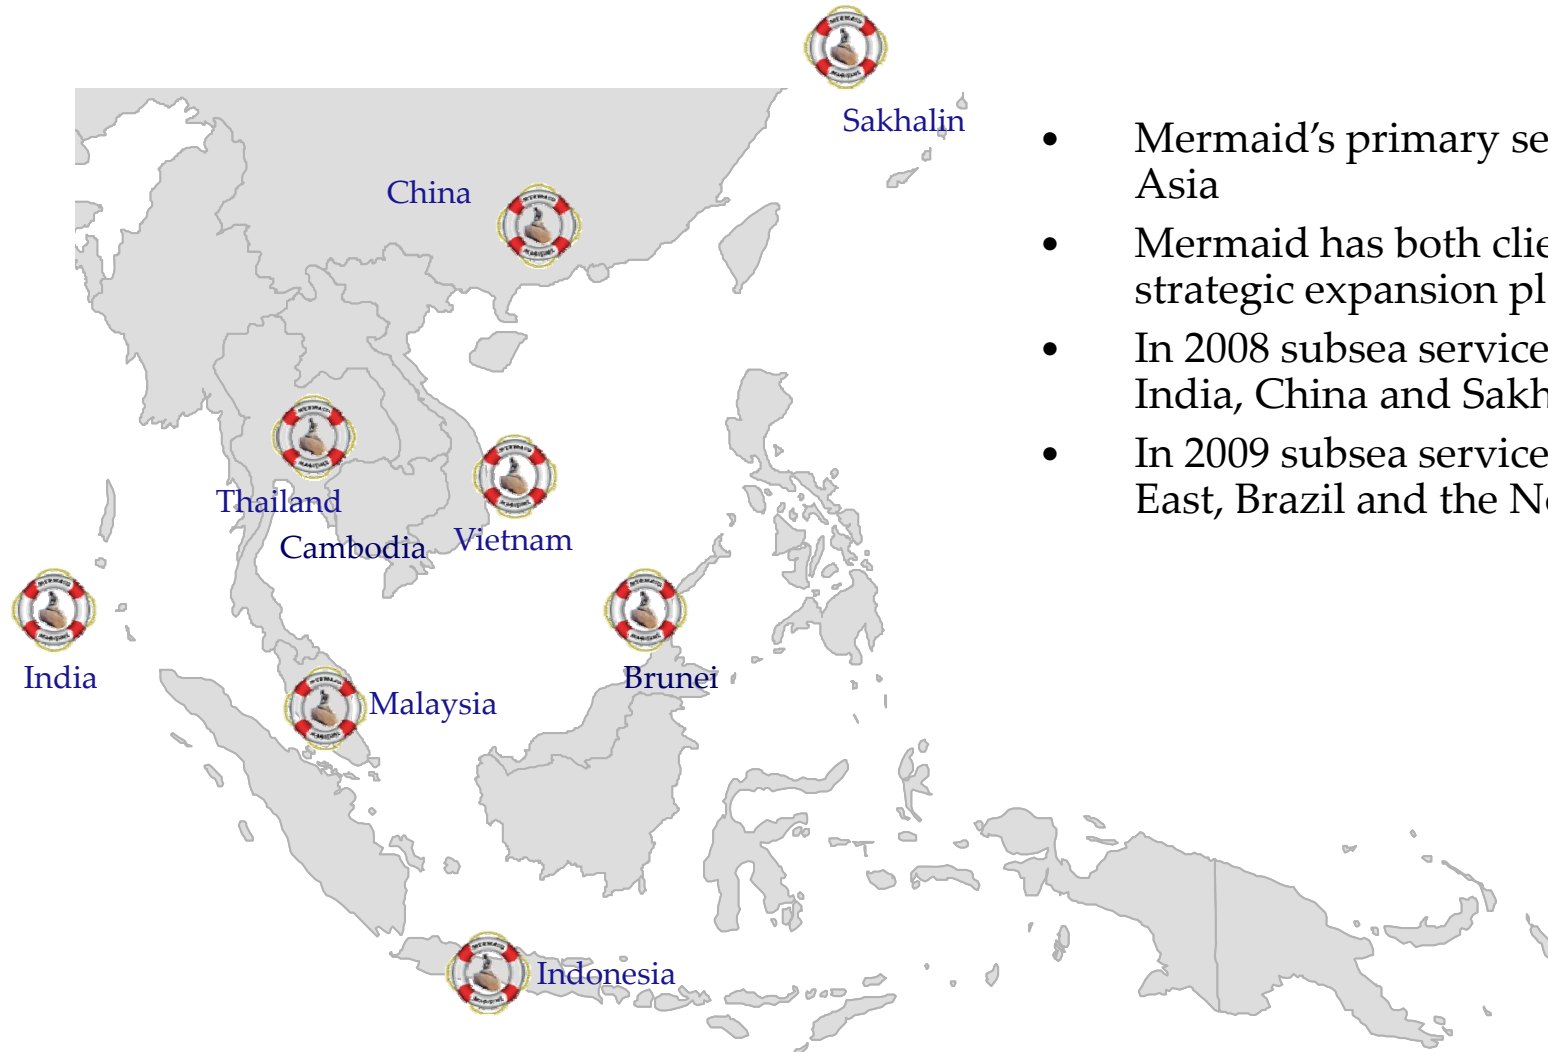 Sakhalin
China
Thailand
Cambodia
Vietnam
India
Malaysia
Brunei
Indonesia
• Mermaid’s primary se
Asia
• Mermaid has both clie
strategic expansion pl
• In 2008 subsea service
India, China and Sakh
• In 2009 subsea service
East, Brazil and the N